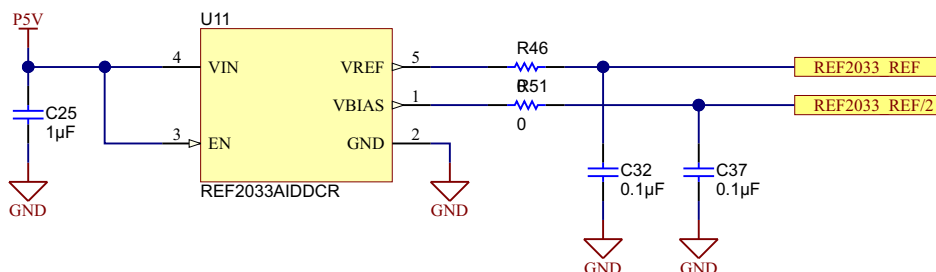 P5V
U11
4
VIN
VREF
5
R46
0
REF2033_REF
C25
1µF
VBIAS
1
R51
0
REF2033_REF/2
3
EN
GND
2
C32
0.1µF
C37
0.1µF
REF2033AIDDCR
GND
GND
GND
GND